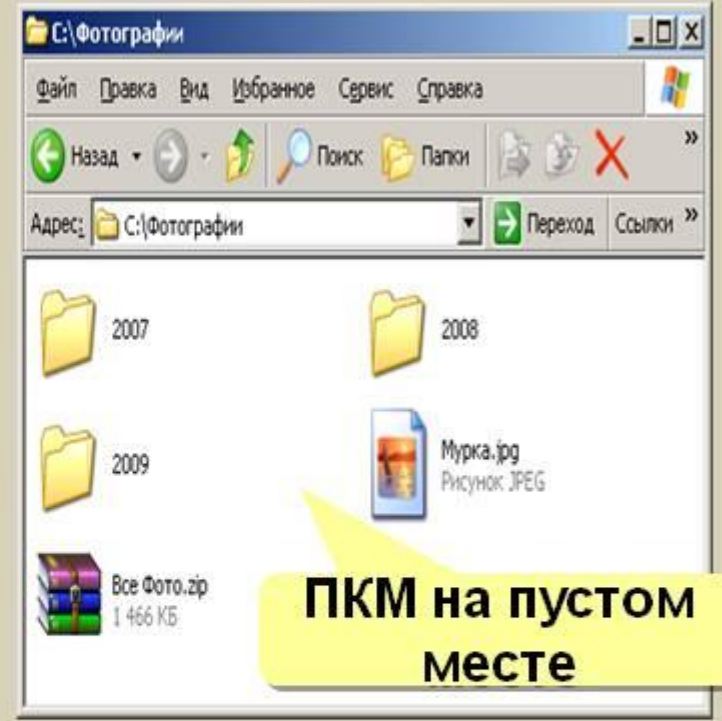 C:\Фотографии
Файл Правка Вид Избранное Сервис Справка
Назад Поиск Папки »
Адрес: C:\Фотографии Переход Ссылки »
2007 2008
2009 Мурка.jpg
Рисунок JPEG
Все Фото.zip
1 466 КБ
ПКМ на пустом
месте